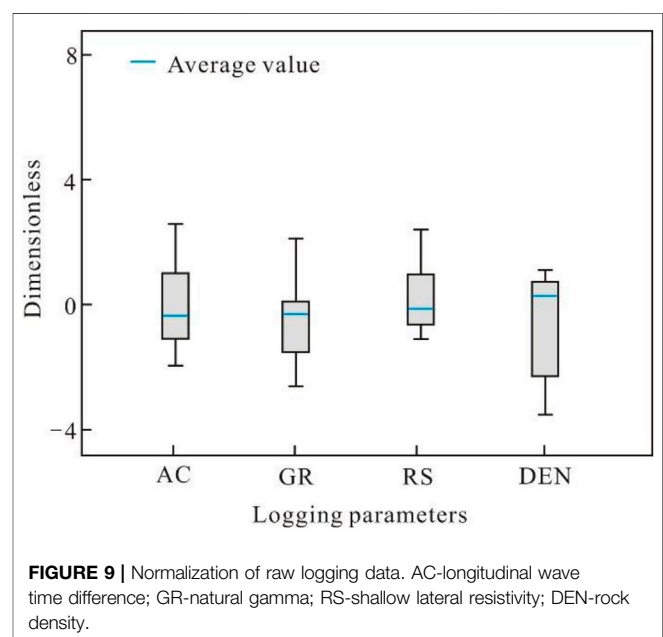 8
Average value
4
0
−4
Dimensionless
AC GR RS DEN
Logging parameters
FIGURE 9 | Normalization of raw logging data. AC-longitudinal wave
time difference; GR-natural gamma; RS-shallow lateral resistivity; DEN-rock
density.